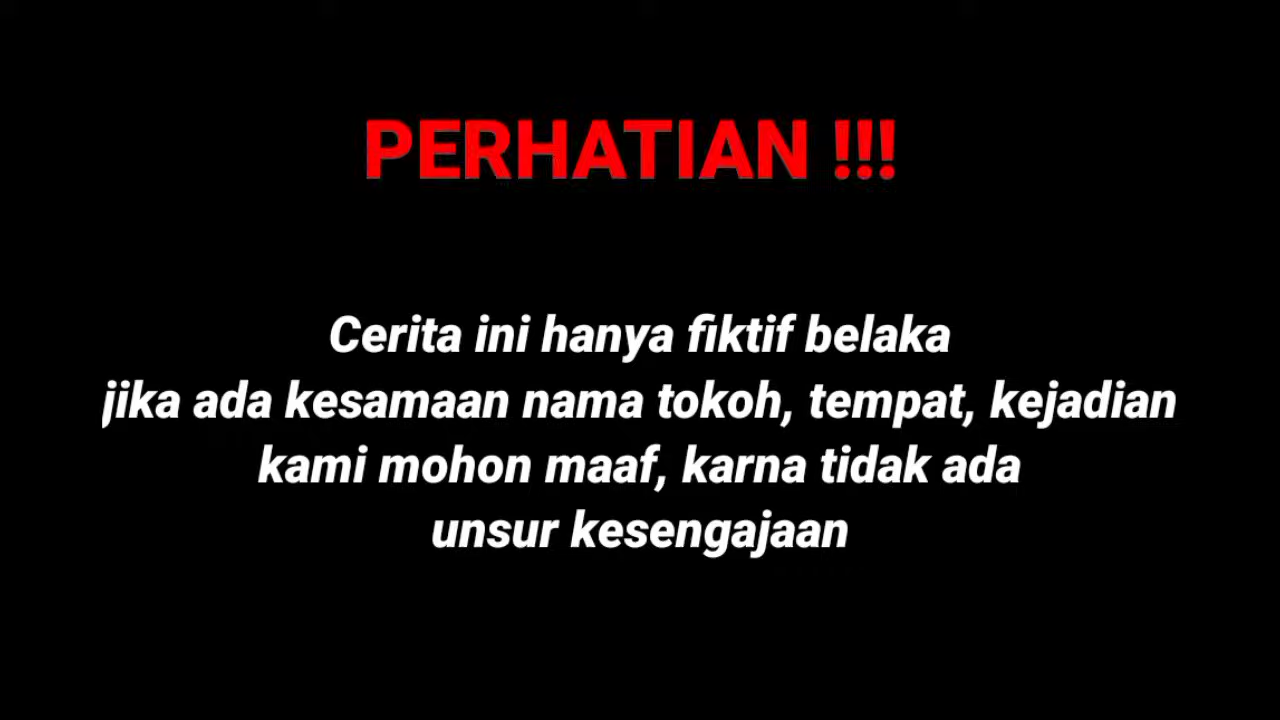 PERHATIAN !!!
Cerita ini hanya fiktif belaka
jika ada kesamaan nama tokoh, tempat, kejadian
kami mohon maaf, karna tidak ada
unsur kesengajaan